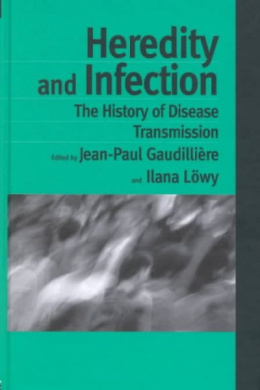 Heredity
and Infection
The History of Disease
Transmission
Edited by Jean-Paul Gaudillière
and Ilana Löwy